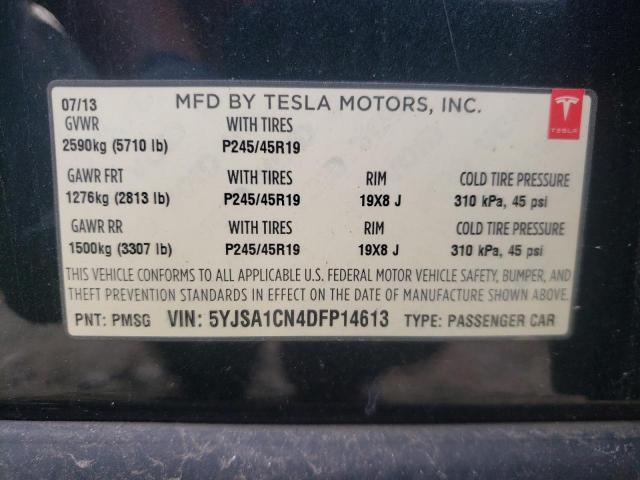 07/13 MFD BY TESLA MOTORS, INC.
TESLA
GVWR WITH TIRES
2590kg (5710 lb) P245/45R19
GAWR FRT WITH TIRES RIM COLD TIRE PRESSURE
1276kg (2813 lb) P245/45R19 19X8 J 310 kPa, 45 psi
GAWR RR WITH TIRES RIM COLD TIRE PRESSURE
1500kg (3307 lb) P245/45R19 19X8 J 310 kPa, 45 psi
THIS VEHICLE CONFORMS TO ALL APPLICABLE U.S. FEDERAL MOTOR VEHICLE SAFETY, BUMPER, AND
THEFT PREVENTION STANDARDS IN EFFECT ON THE DATE OF MANUFACTURE SHOWN ABOVE.
PNT: PMSG VIN: 5YJSA1CN4DFP14613 TYPE: PASSENGER CAR